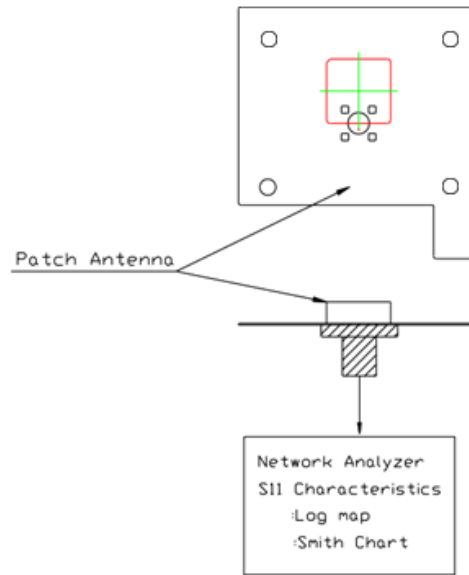 Patch Antenna
Network Analyzer
S11 Characteristics
:Log map
:Smith Chart